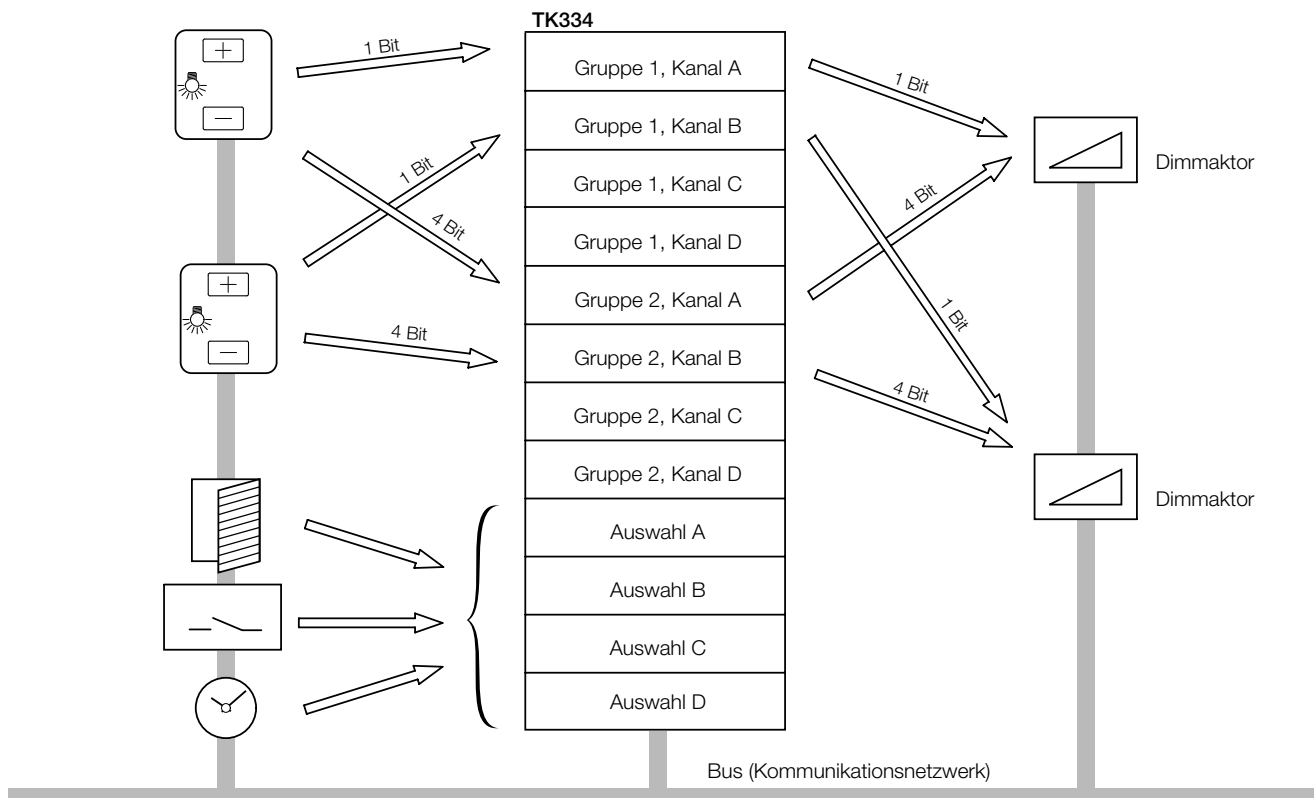 TK334
1 Bit
1 Bit
4 Bit
4 Bit
Gruppe 1, Kanal A
Gruppe 1, Kanal B
Gruppe 1, Kanal C
Gruppe 1, Kanal D
Gruppe 2, Kanal A
Gruppe 2, Kanal B
Gruppe 2, Kanal C
Gruppe 2, Kanal D
Auswahl A
Auswahl B
Auswahl C
Auswahl D
1 Bit
4 Bit
1 Bit
4 Bit
Dimmaktor
Dimmaktor
Bus (Kommunikationsnetzwerk)